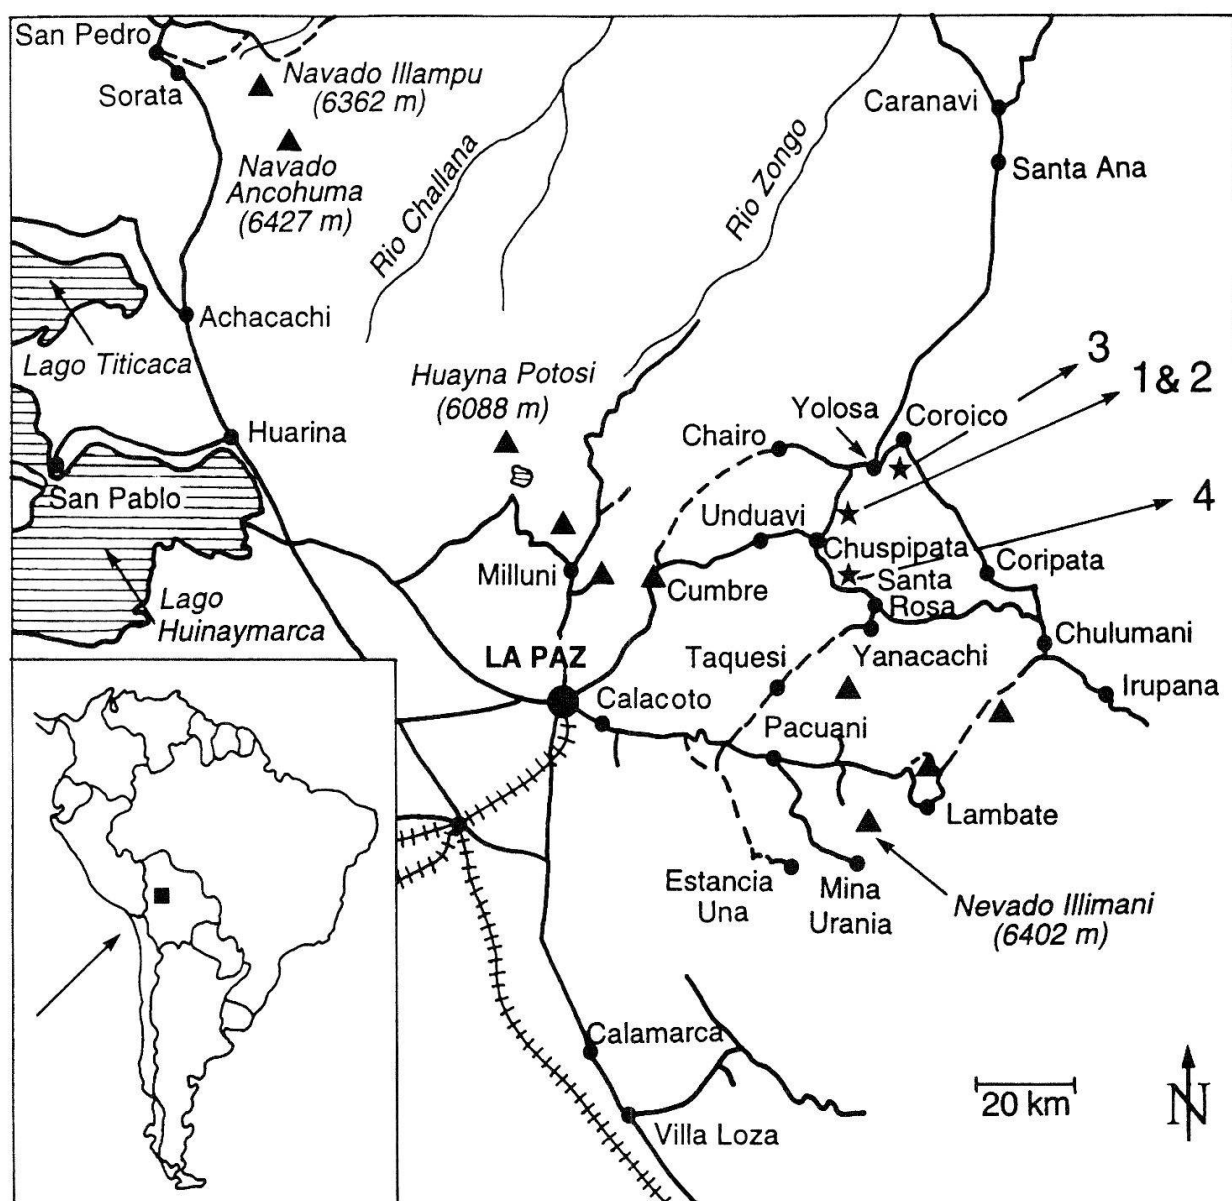 San Pedro
Sorata
Navado Illampu
(6362 m)
Navado
Ancohuma
(6427 m)
Rio Challana
Rio Zongo
Caranavi
Santa Ana
Achacachi
Lago Titicaca
Huayna Potosi
(6088 m)
3
1 & 2
Yolosa
Coroico
Chairo
Huarina
San Pablo
4
Unduavi
Chuspipata
Coripata
Milluni
Cumbre
Santa
Rosa
Lago
Huinaymarca
LA PAZ
Taquesi
Yanacachi
Chulumani
Irupana
Calacoto
Pacuani
Lambate
Estancia
Una
Mina
Urania
Nevado Illimani
(6402 m)
Calamarca
Villa Loza
20 km
N